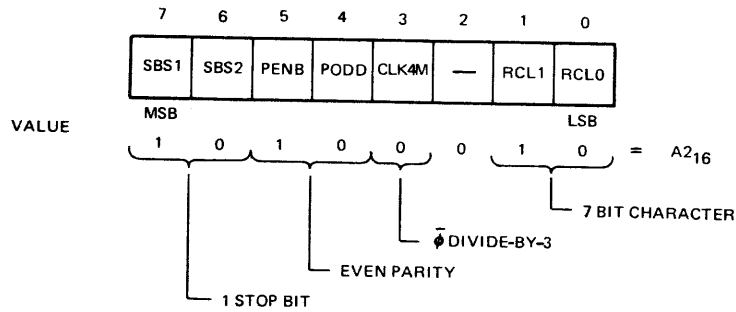 7 6 5 4 3 2 1 0
SBS1 SBS2 PENB PODD CLK4M — RCL1 RCL0
MSB LSB
VALUE
1 0 1 0 0 0 1 0 = A2₁₆
7 BIT CHARACTER
φ̄ DIVIDE-BY-3
EVEN PARITY
1 STOP BIT